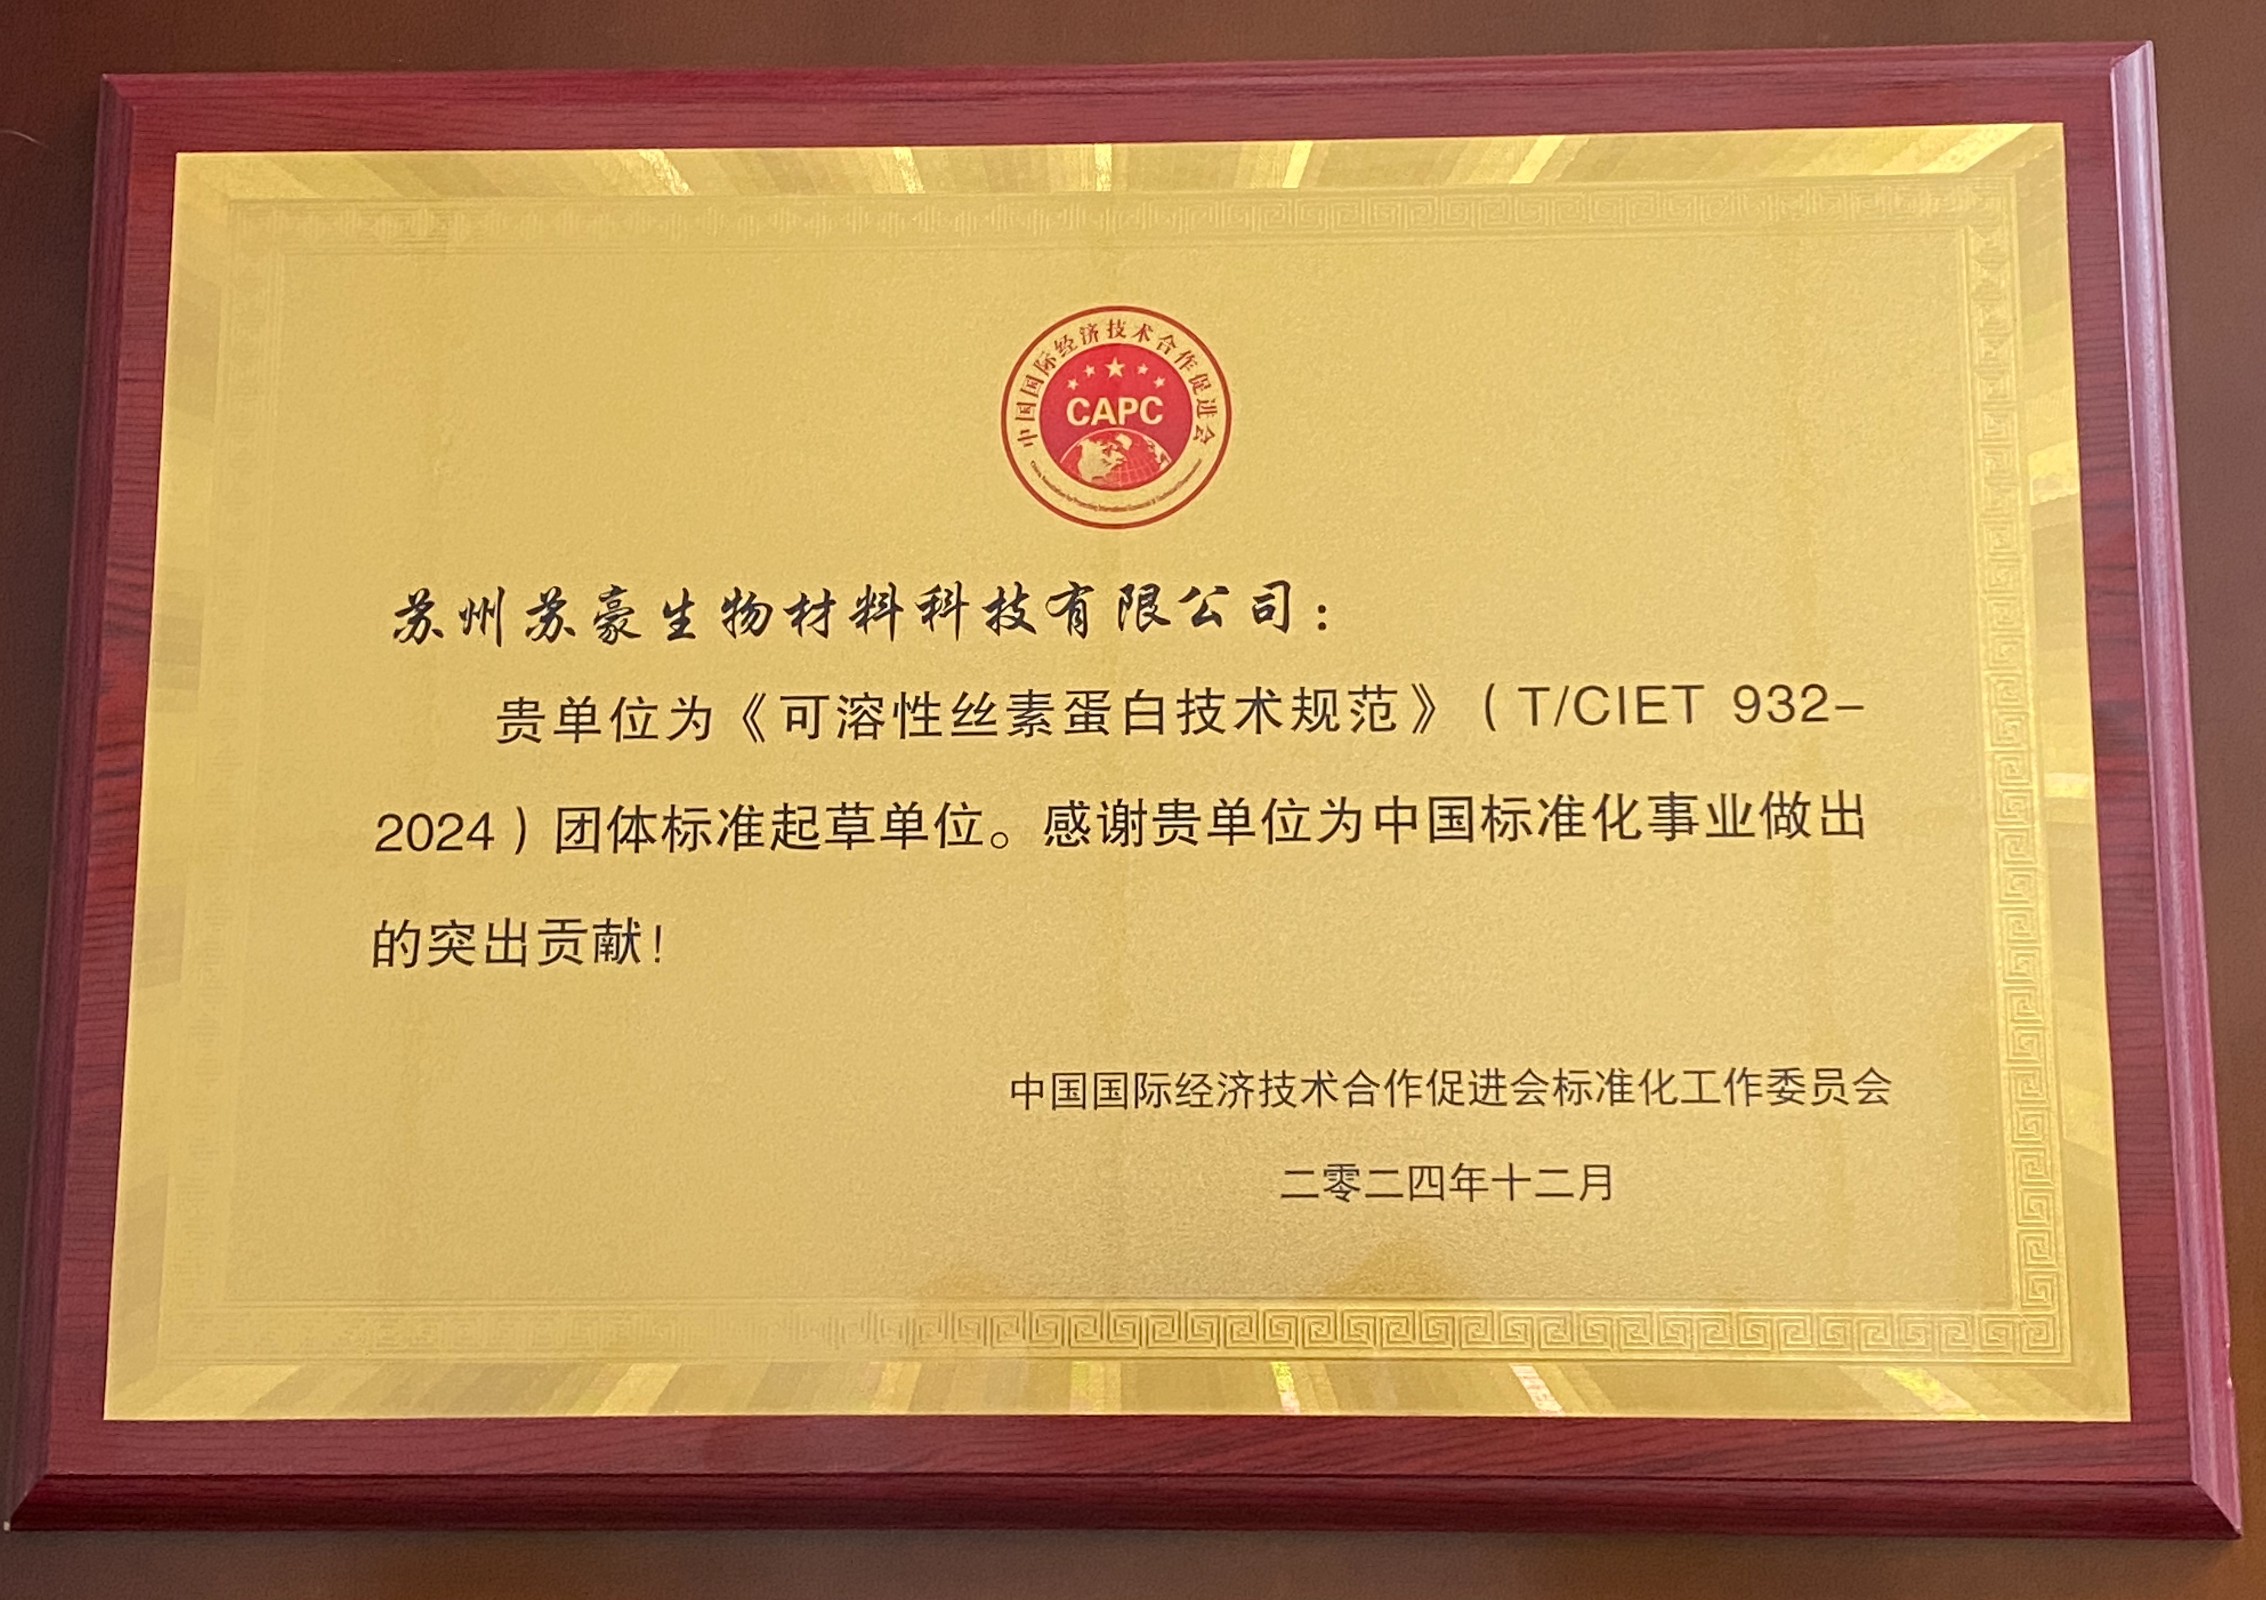 中国国际经济技术合作促进会
CAPC
苏州苏豪生物材料科技有限公司：
贵单位为《可溶性丝素蛋白技术规范》（T/CIET 932-
2024）团体标准起草单位。感谢贵单位为中国标准化事业做出
的突出贡献！
中国国际经济技术合作促进会标准化工作委员会
二零二四年十二月